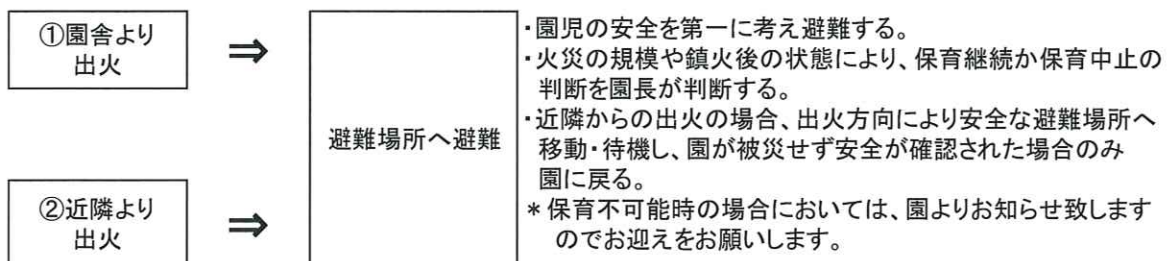 ①園舎より
出火
⇒
②近隣より
出火
⇒
避難場所へ避難
・園児の安全を第一に考え避難する。
・火災の規模や鎮火後の状態により、保育継続か保育中止の
判断を園長が判断する。
・近隣からの出火の場合、出火方向により安全な避難場所へ
移動・待機し、園が被災せず安全が確認された場合のみ
園に戻る。
*保育不可能時の場合においては、園よりお知らせ致します
のでお迎えをお願いします。